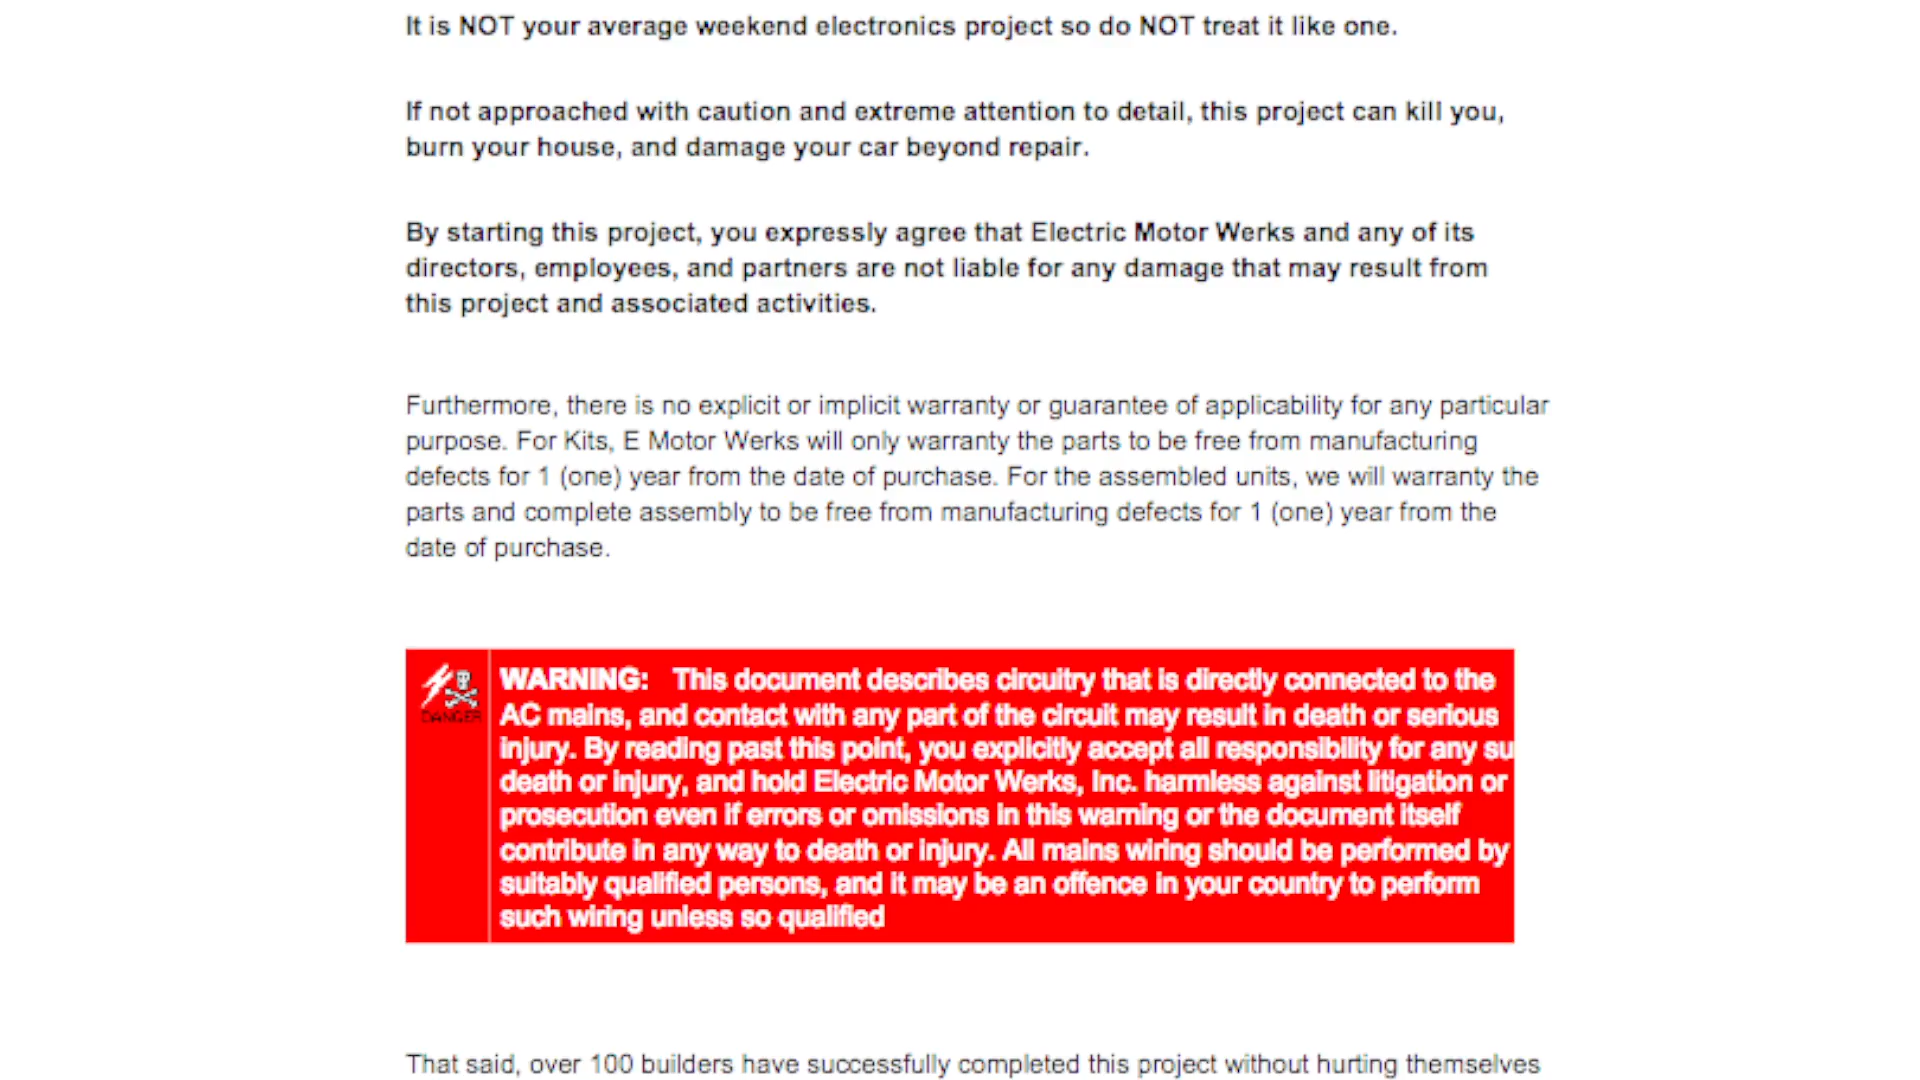 It is NOT your average weekend electronics project so do NOT treat it like one.
If not approached with caution and extreme attention to detail, this project can kill you,
burn your house, and damage your car beyond repair.
By starting this project, you expressly agree that Electric Motor Werks and any of its
directors, employees, and partners are not liable for any damage that may result from
this project and associated activities.
Furthermore, there is no explicit or implicit warranty or guarantee of applicability for any particular
purpose. For Kits, E Motor Werks will only warranty the parts to be free from manufacturing
defects for 1 (one) year from the date of purchase. For the assembled units, we will warranty the
parts and complete assembly to be free from manufacturing defects for 1 (one) year from the
date of purchase.
DANGER
WARNING: This document describes circuitry that is directly connected to the
AC mains, and contact with any part of the circuit may result in death or serious
injury. By reading past this point, you explicitly accept all responsibility for any su
death or injury, and hold Electric Motor Werks, Inc. harmless against litigation or
prosecution even if errors or omissions in this warning or the document itself
contribute in any way to death or injury. All mains wiring should be performed by
suitably qualified persons, and it may be an offence in your country to perform
such wiring unless so qualified
That said, over 100 builders have successfully completed this project without hurting themselves